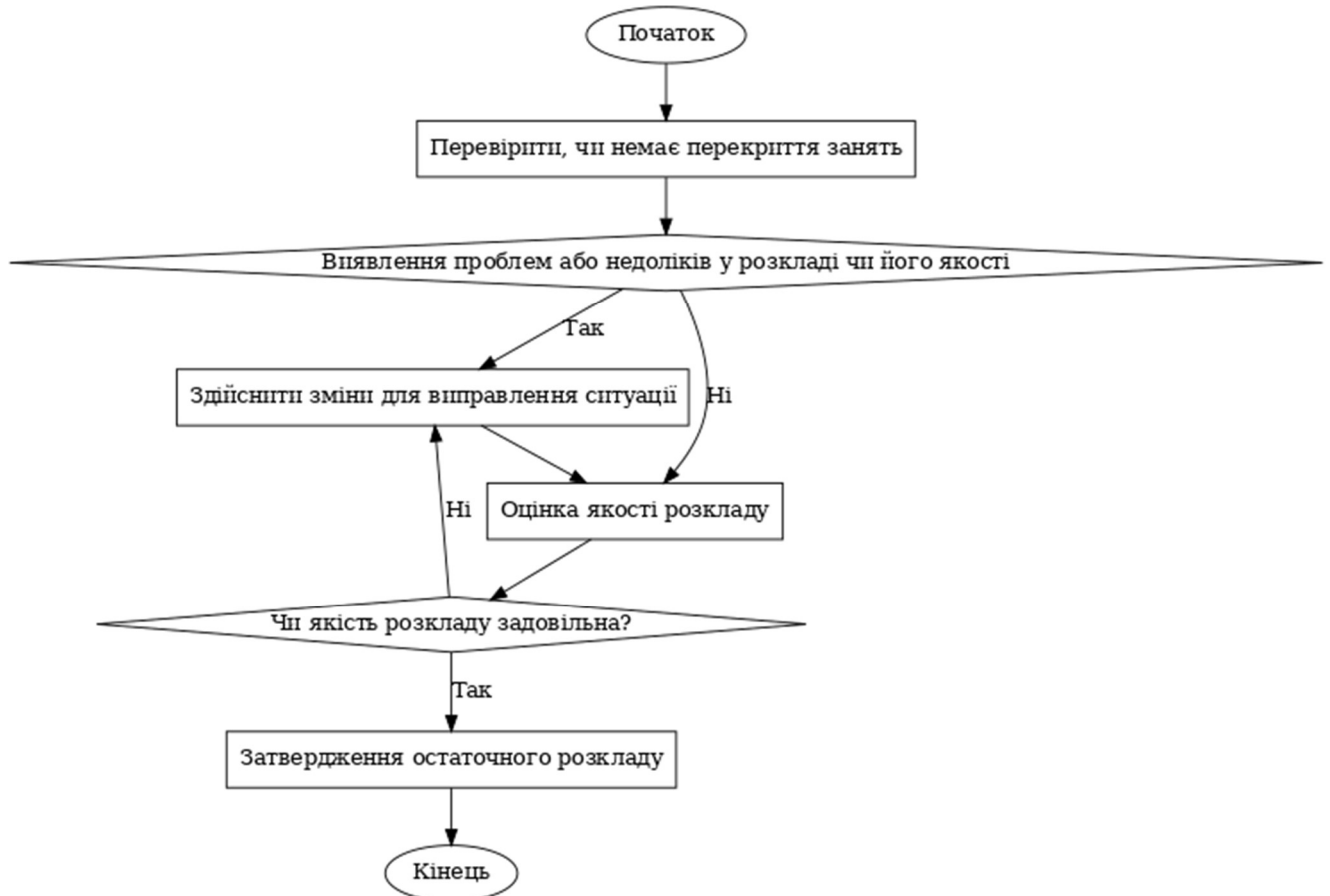 Початок
Перевірити, чи немає перекриття занять
Виявлення проблем або недоліків у розкладі чи його якості
Так
Здійснити зміни для виправлення ситуації
Ні
Ні
Оцінка якості розкладу
Чи якість розкладу задовільна?
Так
Затвердження остаточного розкладу
Кінець